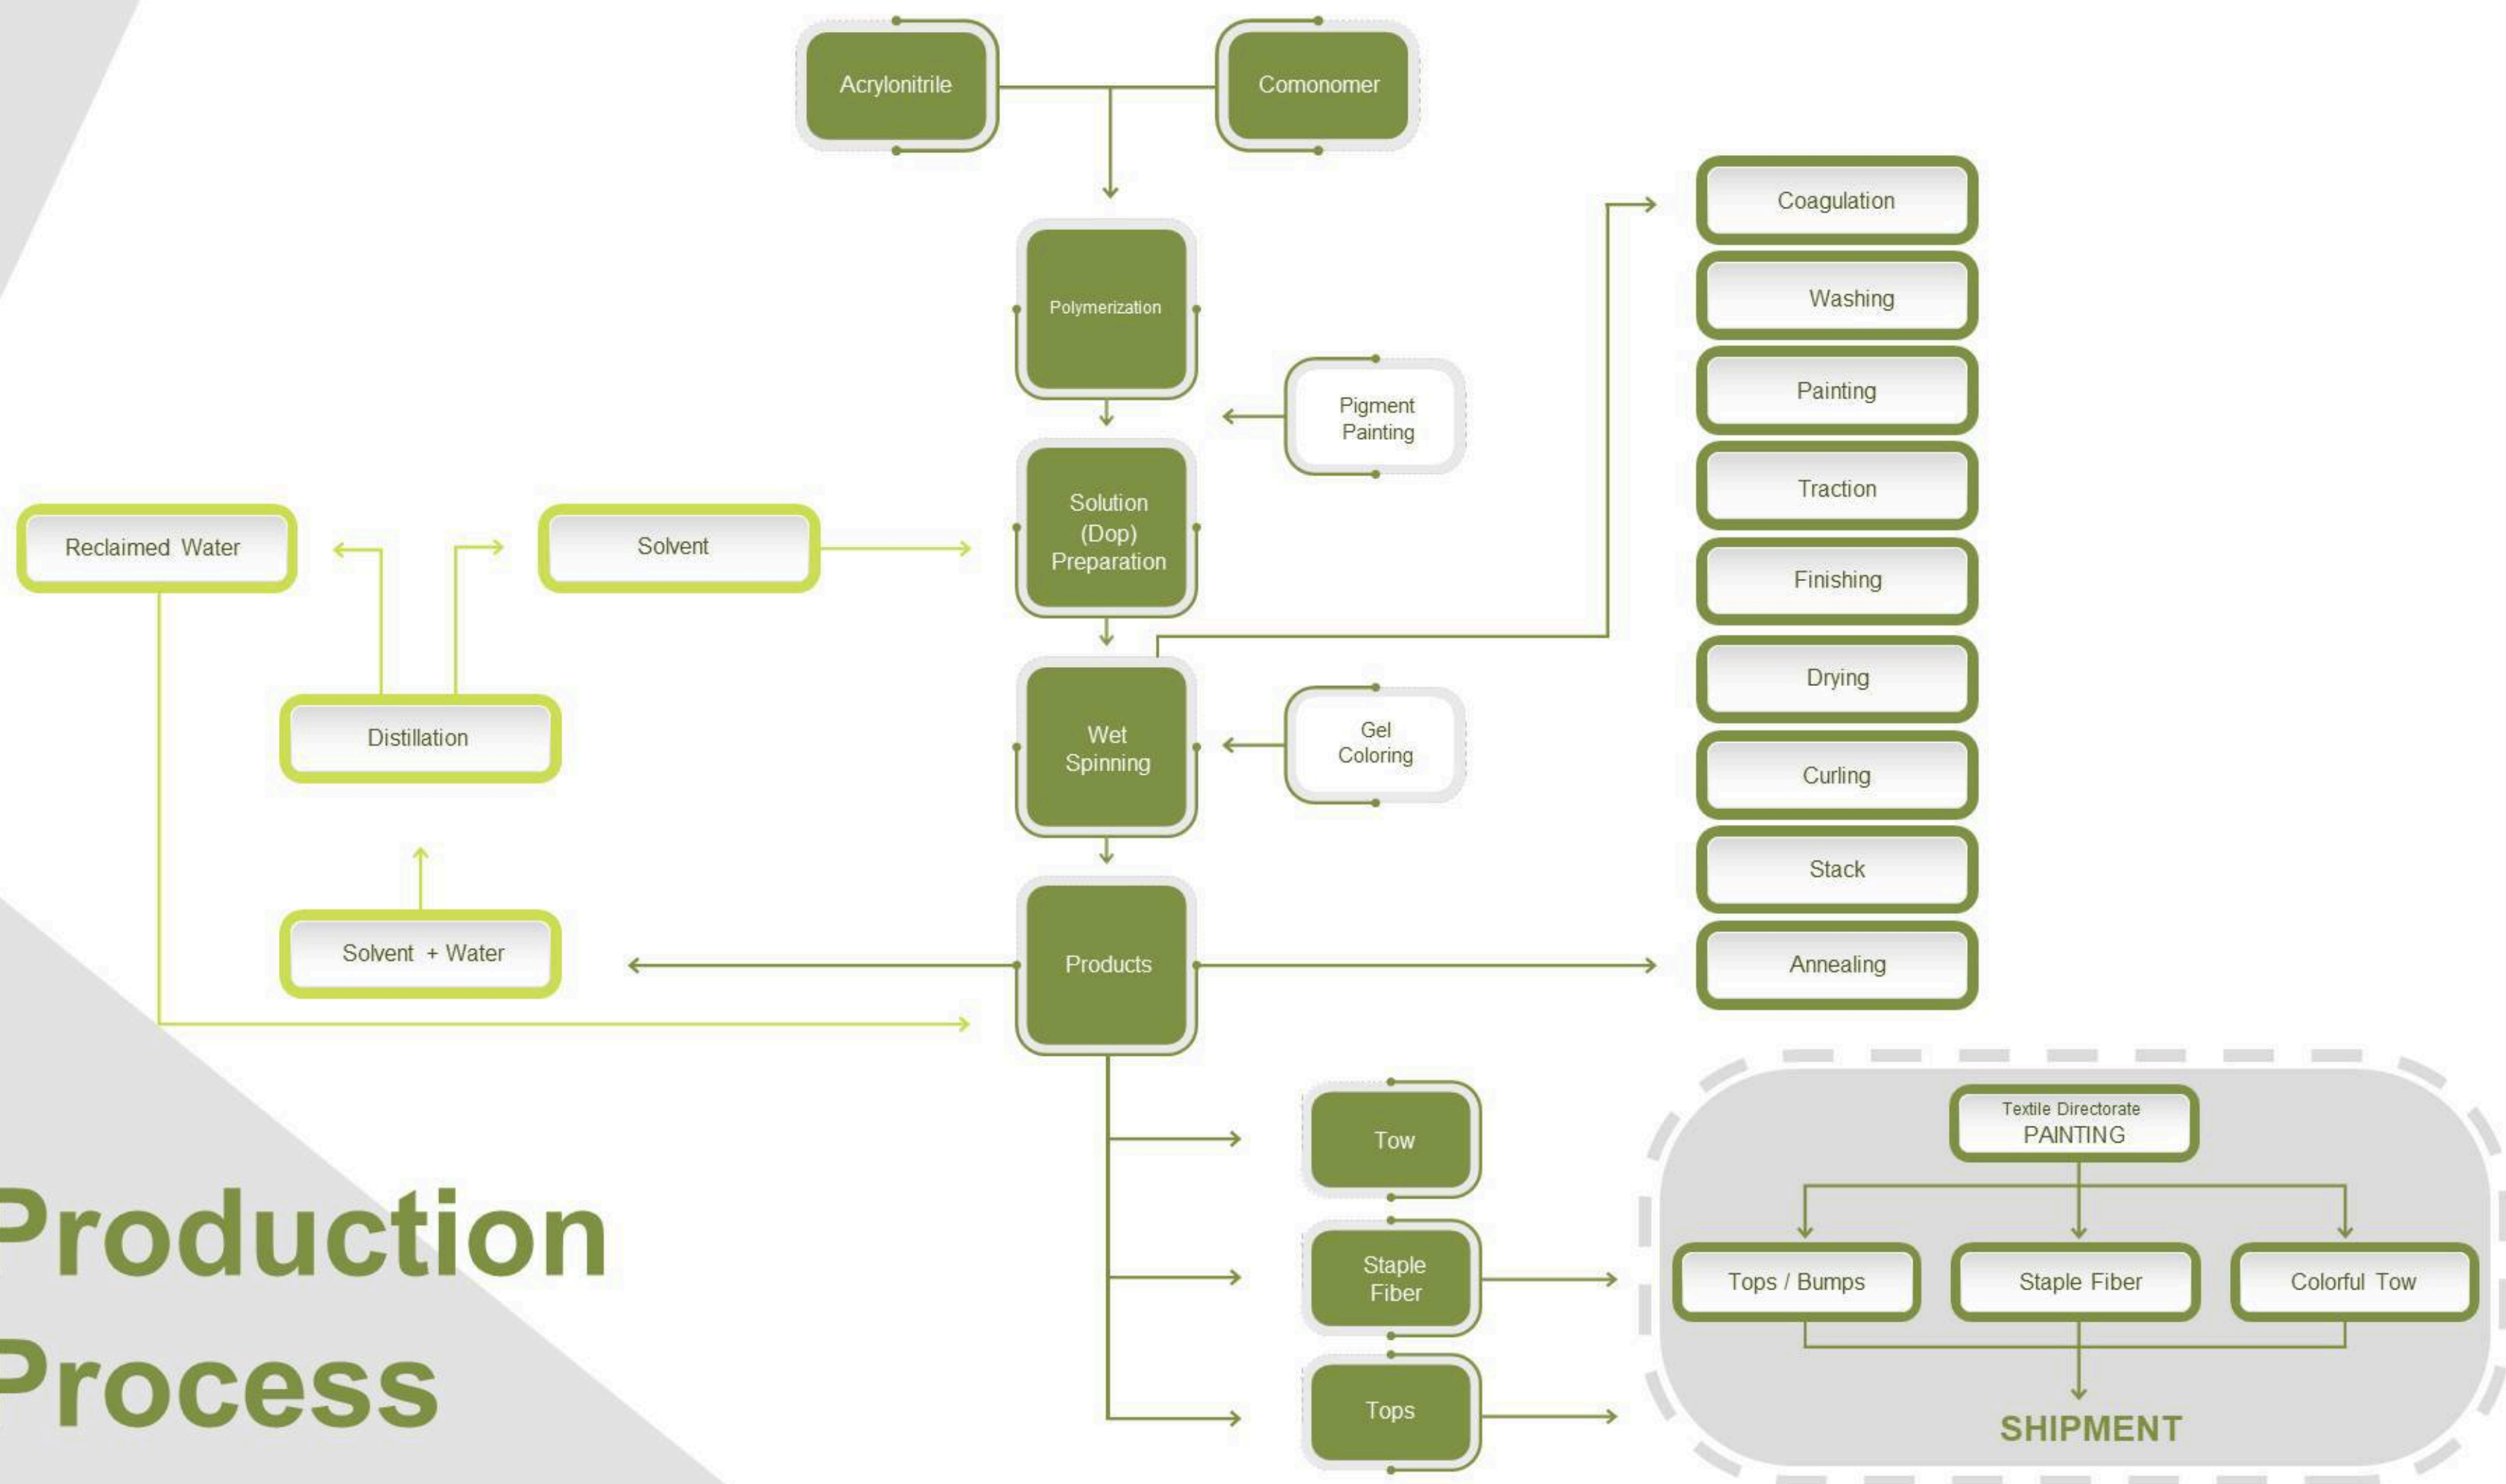 Acrylonitrile
Comonomer
Polymerization
Pigment
Painting
Solution
(Dop)
Preparation
Reclaimed Water
Solvent
Distillation
Solvent + Water
Wet
Spinning
Gel
Coloring
Products
Coagulation
Washing
Painting
Traction
Finishing
Drying
Curling
Stack
Annealing
Tow
Staple
Fiber
Tops
Textile Directorate
PAINTING
Tops / Bumps
Staple Fiber
Colorful Tow
SHIPMENT
Production
Process